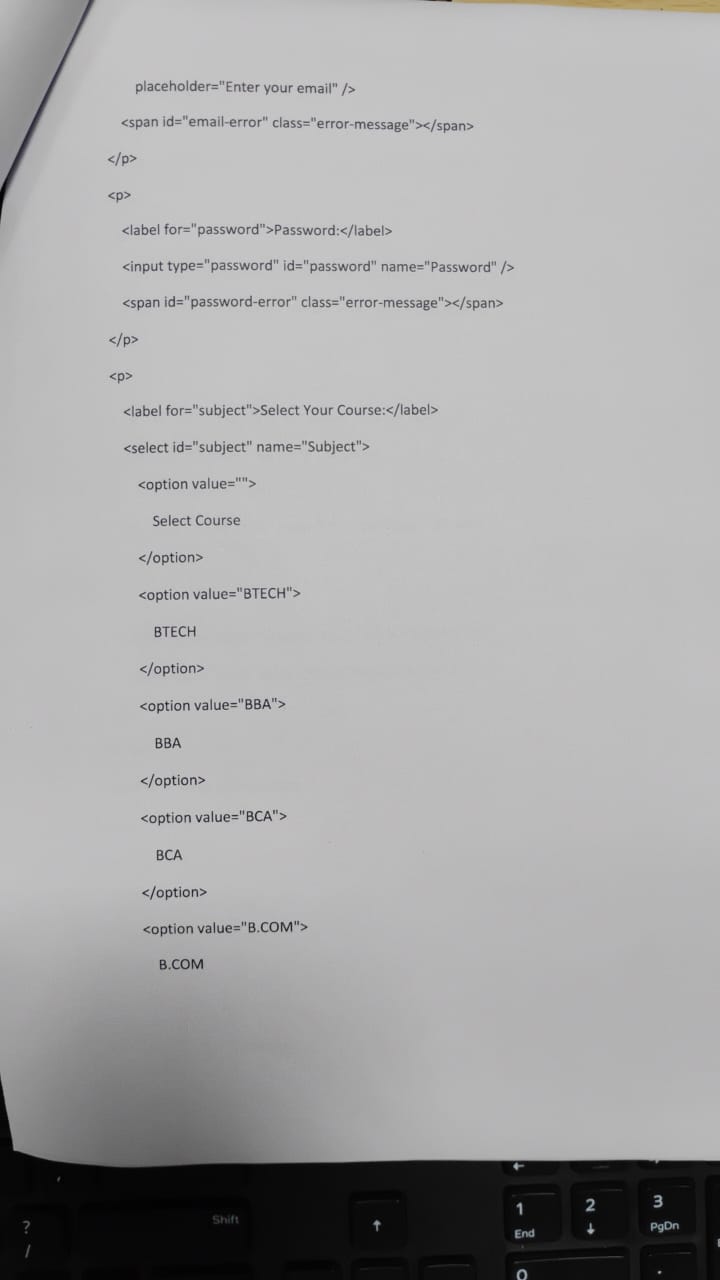 placeholder="Enter your email" />
<span id="email-error" class="error-message"></span>
</p>
<p>
<label for="password">Password:</label>
<input type="password" id="password" name="Password" />
<span id="password-error" class="error-message"></span>
</p>
<p>
<label for="subject">Select Your Course:</label>
<select id="subject" name="Subject">
<option value="">
Select Course
</option>
<option value="BTECH">
BTECH
</option>
<option value="BBA">
BBA
</option>
<option value="BCA">
BCA
</option>
<option value="B.COM">
B.COM
? / Shift ↑ 1 End 2 ↓ 3 PgDn
0 .